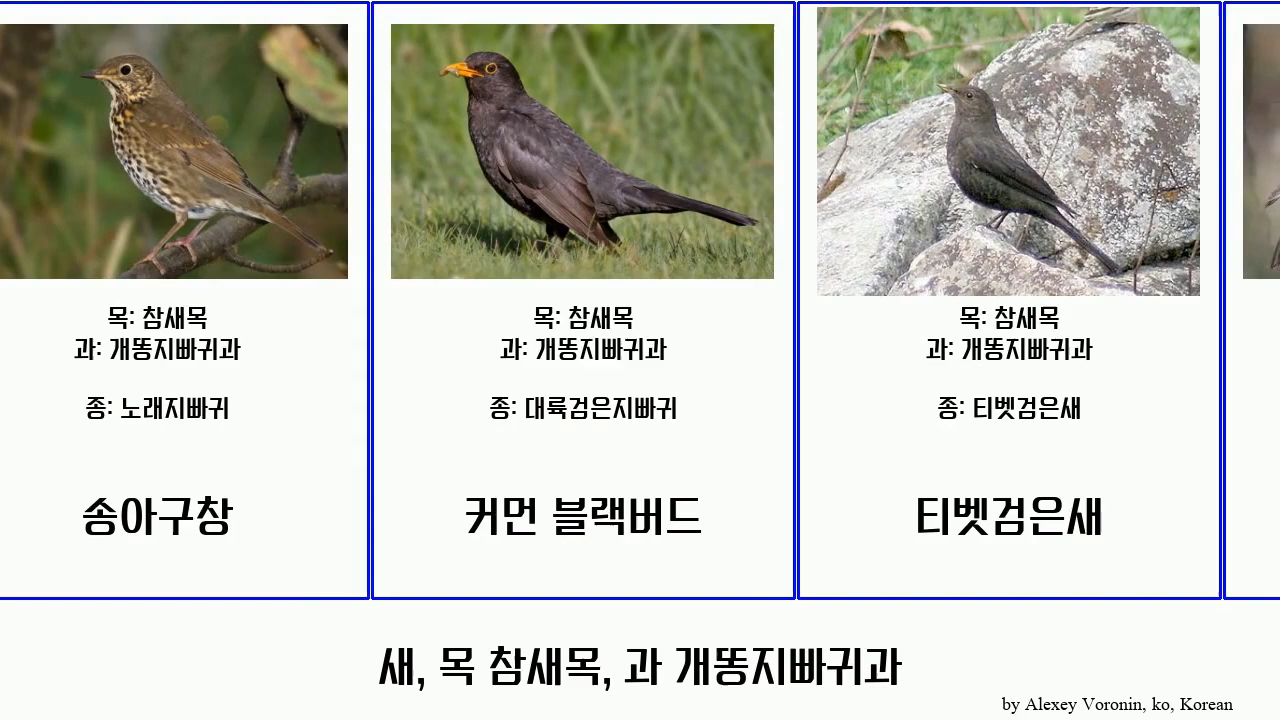 목: 참새목
과: 개똥지빠귀과
종: 노래지빠귀
송아구창
목: 참새목
과: 개똥지빠귀과
종: 대륙검은지빠귀
커먼 블랙버드
목: 참새목
과: 개똥지빠귀과
종: 티벳검은새
티벳검은새
새, 목 참새목, 과 개똥지빠귀과
by Alexey Voronin, ko, Korean